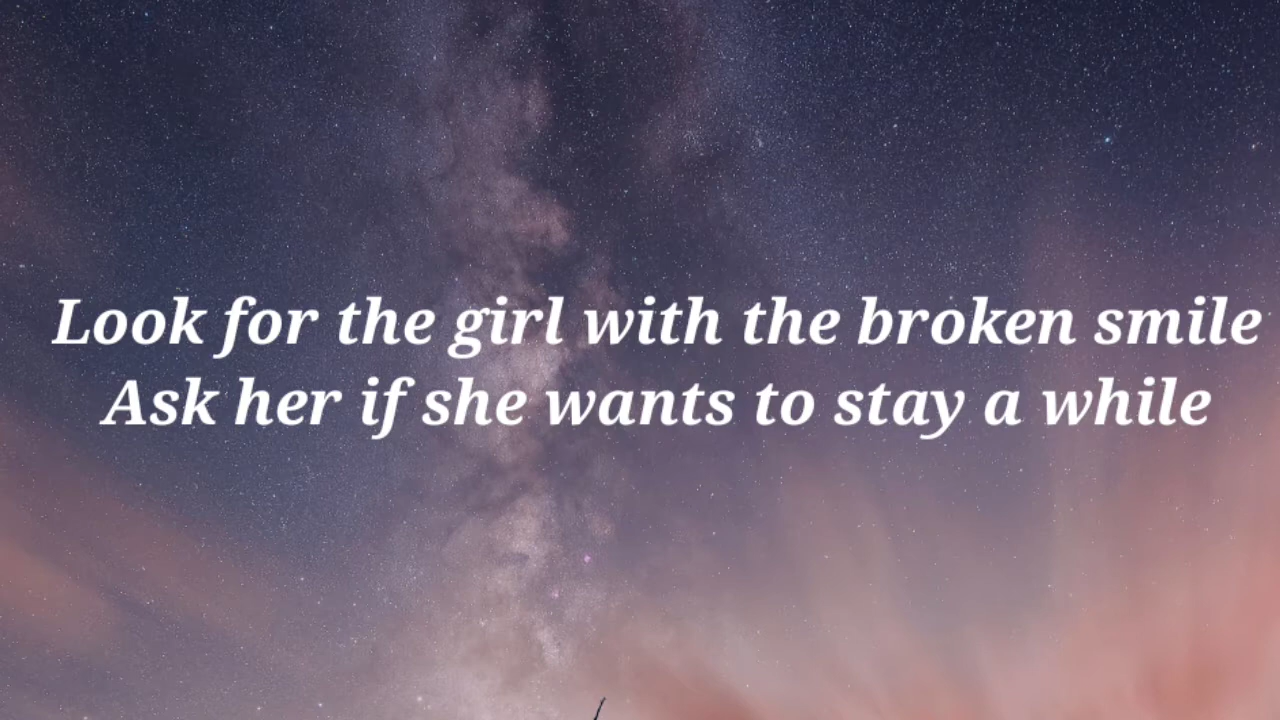 Look for the girl with the broken smile
Ask her if she wants to stay a while